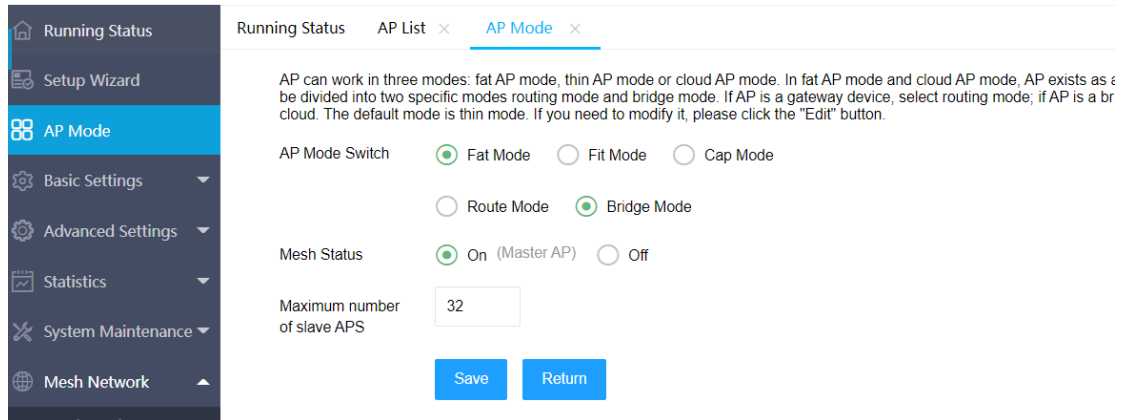 Running Status
Setup Wizard
AP Mode
Basic Settings
Advanced Settings
Statistics
System Maintenance
Mesh Network
Running Status AP List × AP Mode ×
AP can work in three modes: fat AP mode, thin AP mode or cloud AP mode. In fat AP mode and cloud AP mode, AP exists as
be divided into two specific modes routing mode and bridge mode. If AP is a gateway device, select routing mode; if AP is a
cloud. The default mode is thin mode. If you need to modify it, please click the "Edit" button.
AP Mode Switch Fat Mode Fit Mode Cap Mode
Route Mode Bridge Mode
Mesh Status On (Master AP) Off
Maximum number 32
of slave APS
Save Return